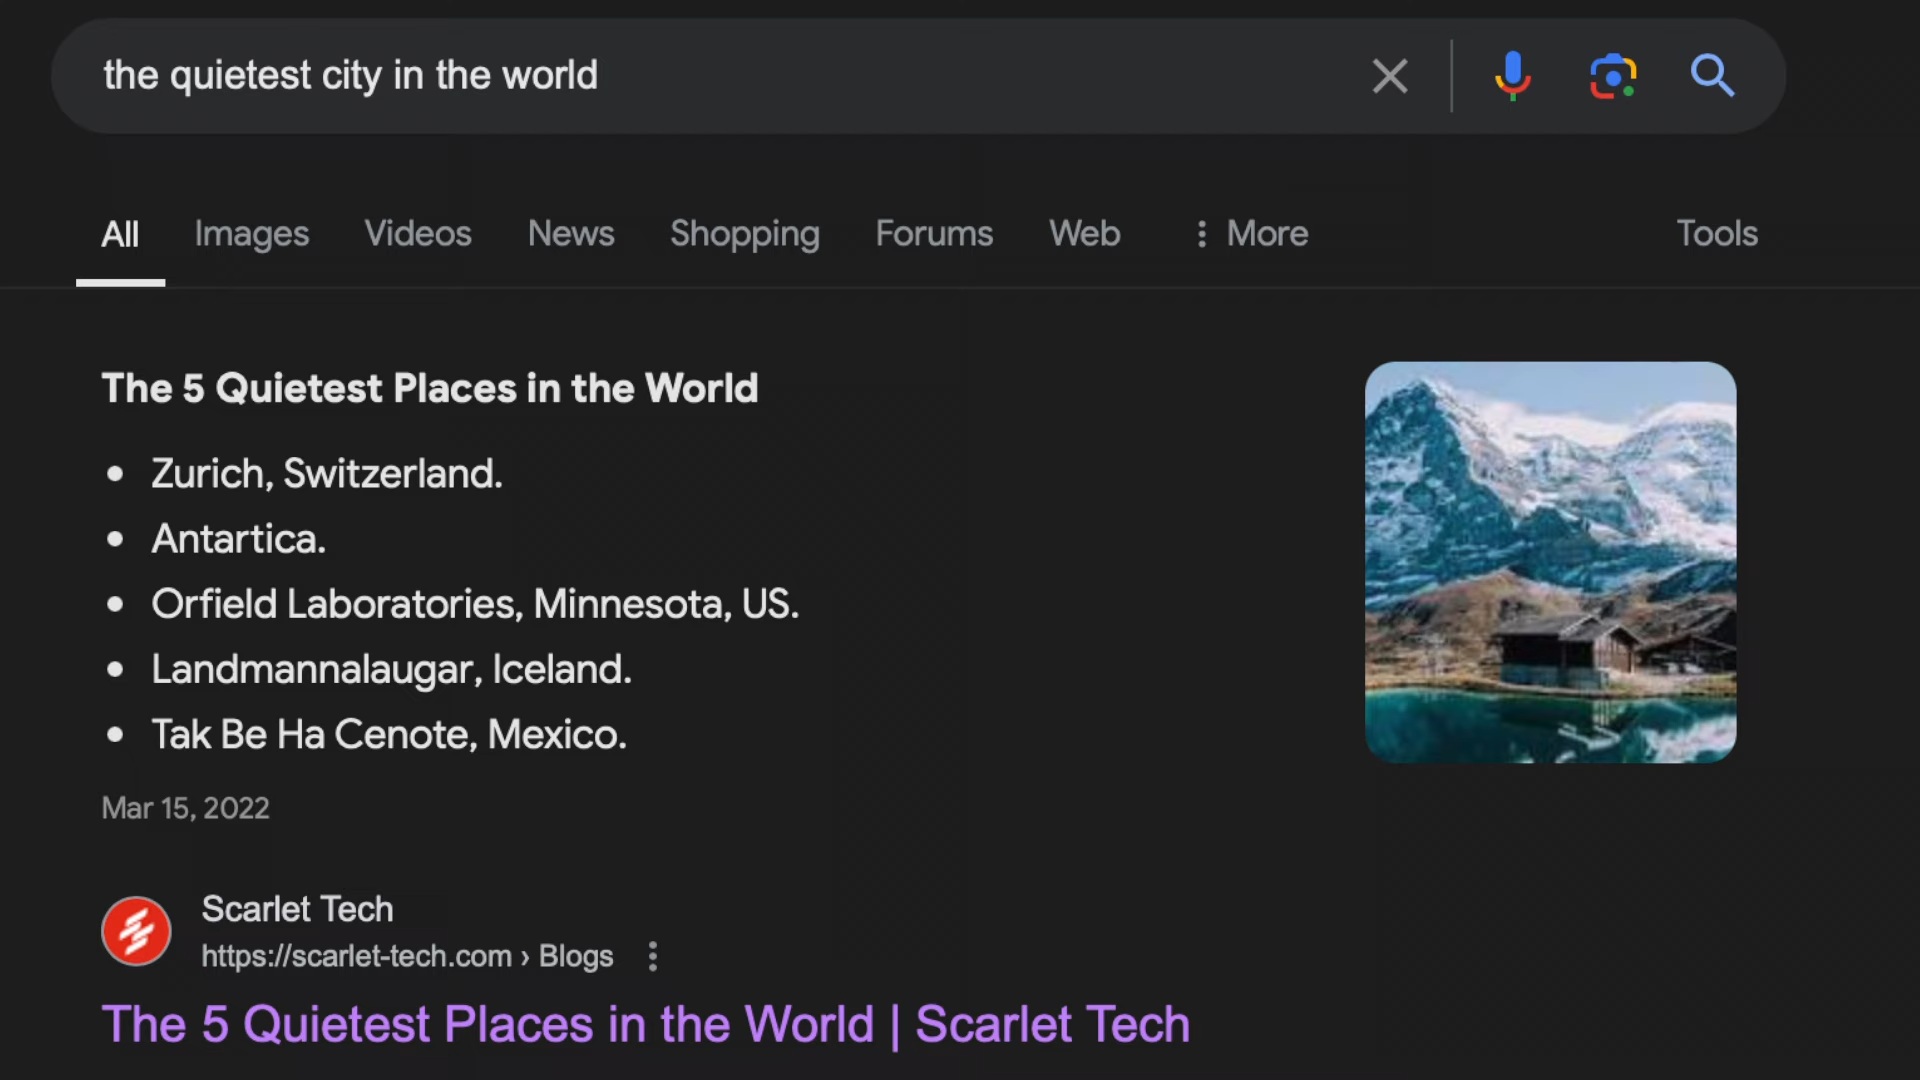 the quietest city in the world
All Images Videos News Shopping Forums Web More Tools
The 5 Quietest Places in the World
• Zurich, Switzerland.
• Antartica.
• Orfield Laboratories, Minnesota, US.
• Landmannalaugar, Iceland.
• Tak Be Ha Cenote, Mexico.
Mar 15, 2022
Scarlet Tech
https://scarlet-tech.com › Blogs
The 5 Quietest Places in the World | Scarlet Tech